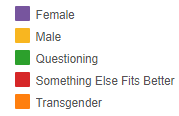 Female
Male
Questioning
Something Else Fits Better
Transgender